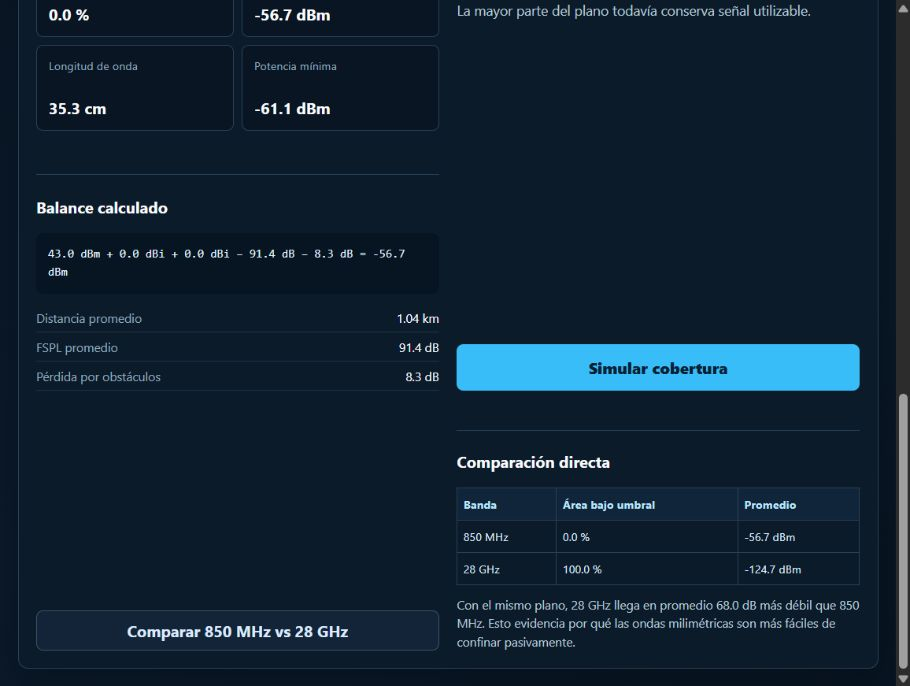 0.0 %
-56.7 dBm
Longitud de onda
35.3 cm
Potencia mínima
-61.1 dBm
Balance calculado
43.0 dBm + 0.0 dBi + 0.0 dBi − 91.4 dB − 8.3 dB = -56.7
dBm
Distancia promedio 1.04 km
FSPL promedio 91.4 dB
Pérdida por obstáculos 8.3 dB
Comparar 850 MHz vs 28 GHz
La mayor parte del plano todavía conserva señal utilizable.
Simular cobertura
Comparación directa
Banda Área bajo umbral Promedio
850 MHz 0.0 % -56.7 dBm
28 GHz 100.0 % -124.7 dBm
Con el mismo plano, 28 GHz llega en promedio 68.0 dB más débil que 850
MHz. Esto evidencia por qué las ondas milimétricas son más fáciles de
confinar pasivamente.